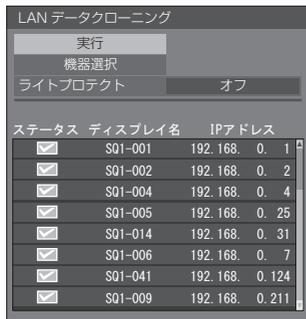 LAN データクローニング
実行
機器選択
ライトプロテクト オフ
ステータス ディスプレイ名 IPアドレス
SQ1-001 192.168. 0. 1
SQ1-002 192.168. 0. 2
SQ1-004 192.168. 0. 4
SQ1-005 192.168. 0. 25
SQ1-014 192.168. 0. 31
SQ1-006 192.168. 0. 7
SQ1-041 192.168. 0.124
SQ1-009 192.168. 0.211